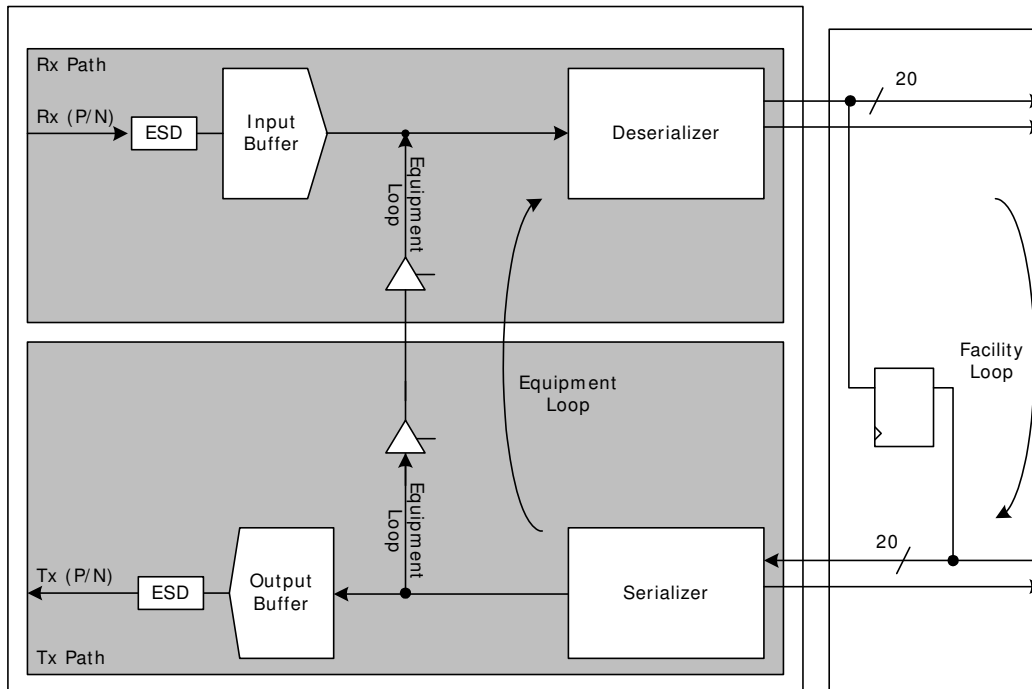 Rx Path
Rx (P/N)
ESD
Input
Buffer
Deserializer
20
Equipment
Loop
Equipment
Loop
Facility
Loop
Equipment
Loop
20
Tx (P/N)
ESD
Output
Buffer
Serializer
Tx Path